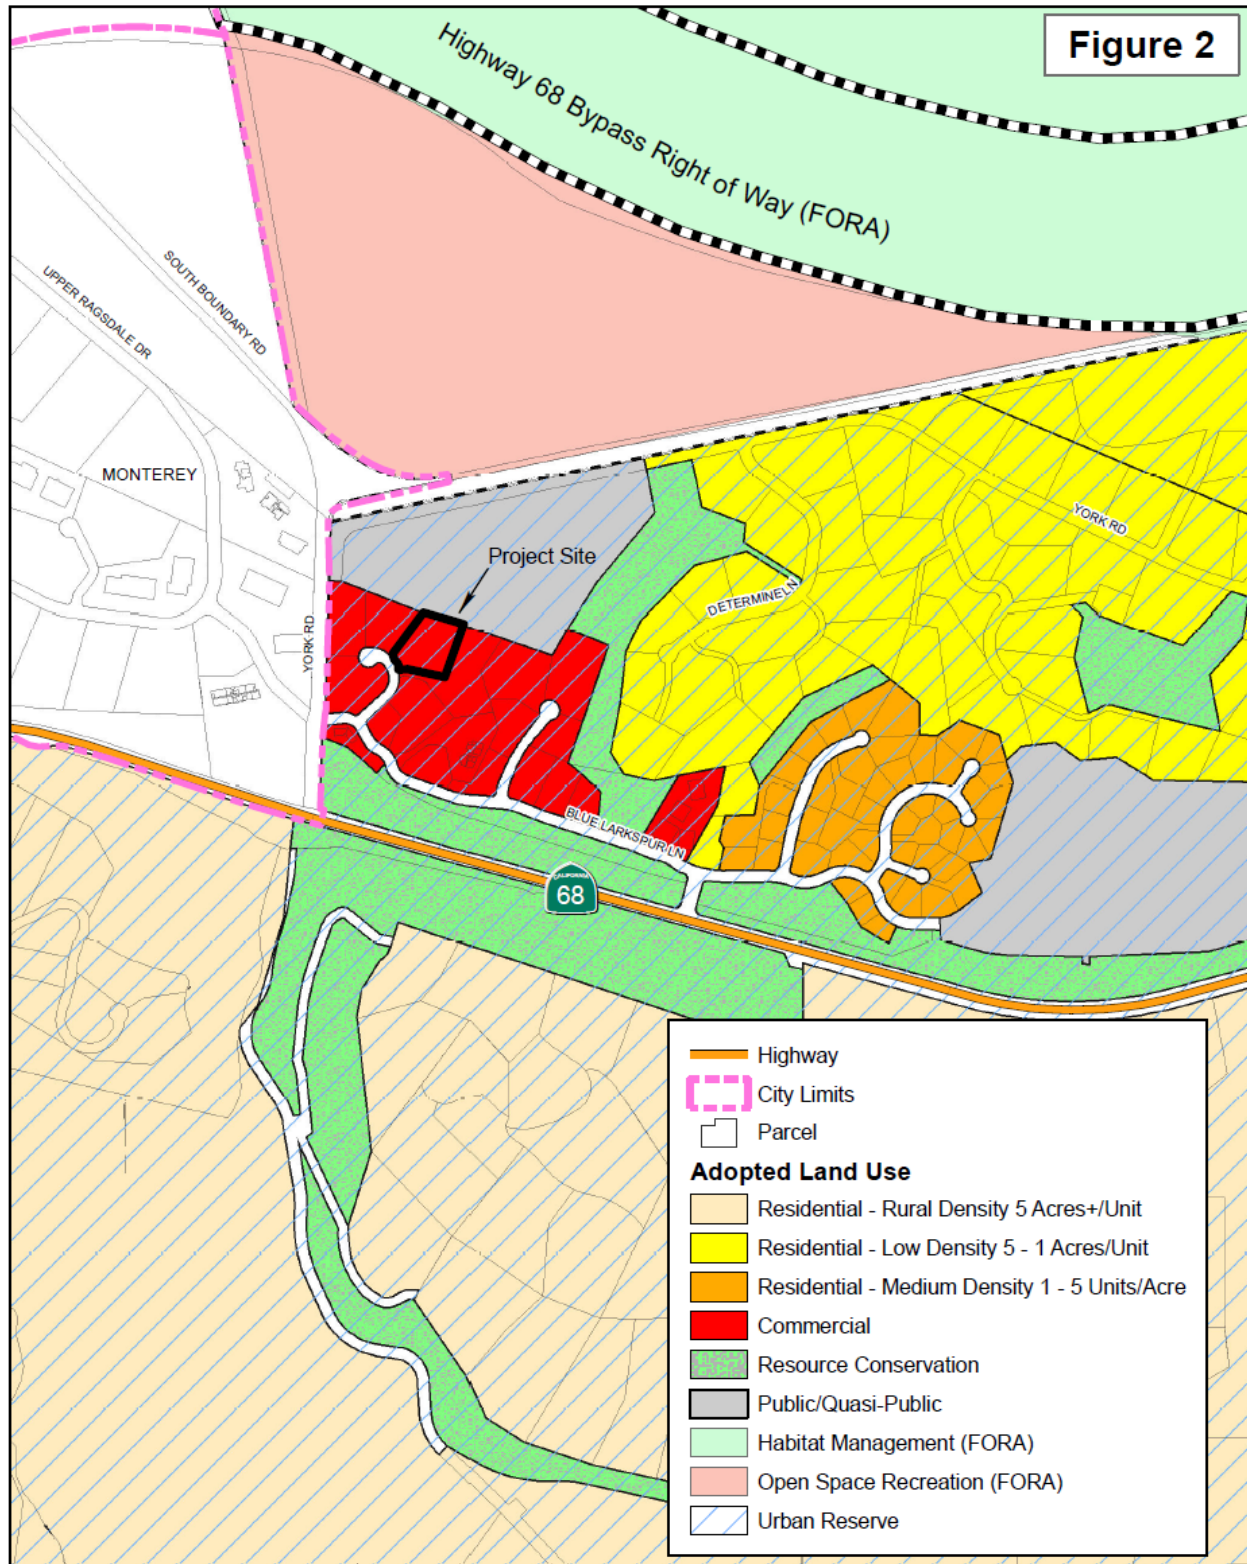 Figure 2
Highway 68 Bypass Right of Way (FORA)
SOUTH BOUNDARY RD
UPPER RAGSDALE DR
MONTEREY
YORK RD
Project Site
DETERMINE LN
YORK RD
BLUE LARKSPUR LN
CALIFORNIA
68
Highway
City Limits
Parcel
Adopted Land Use
Residential - Rural Density 5 Acres+/Unit
Residential - Low Density 5 - 1 Acres/Unit
Residential - Medium Density 1 - 5 Units/Acre
Commercial
Resource Conservation
Public/Quasi-Public
Habitat Management (FORA)
Open Space Recreation (FORA)
Urban Reserve